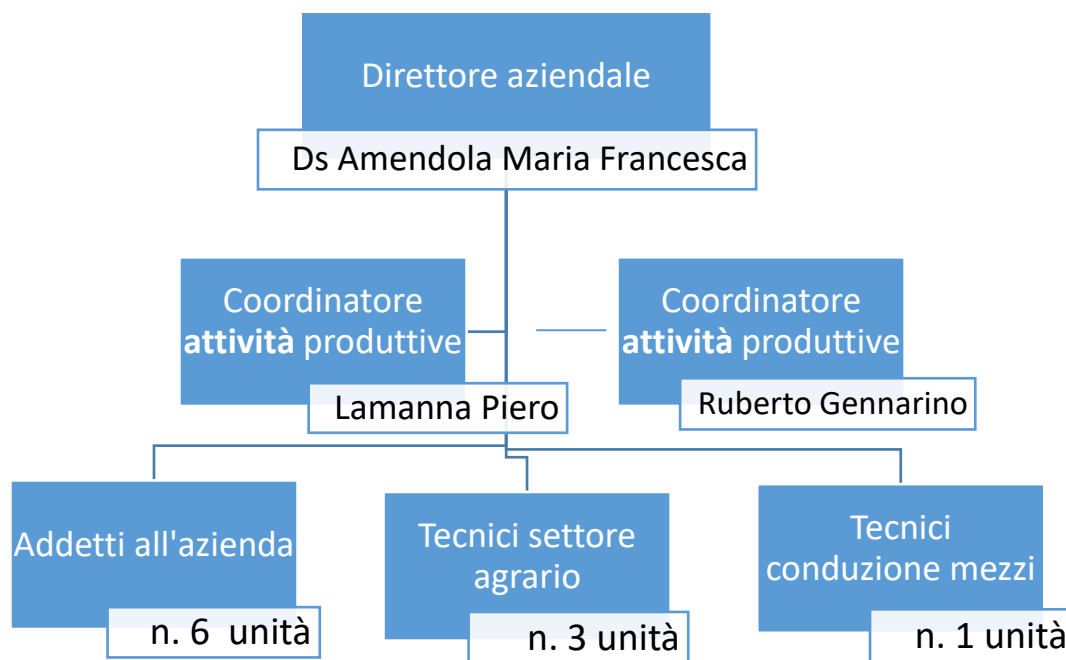 Direttore aziendale
Ds Amendola Maria Francesca
Coordinatore
attività produttive
Lamanna Piero
Coordinatore
attività produttive
Ruberto Gennarino
Addetti all'azienda
n. 6 unità
Tecnici settore
agrario
n. 3 unità
Tecnici
conduzione mezzi
n. 1 unità